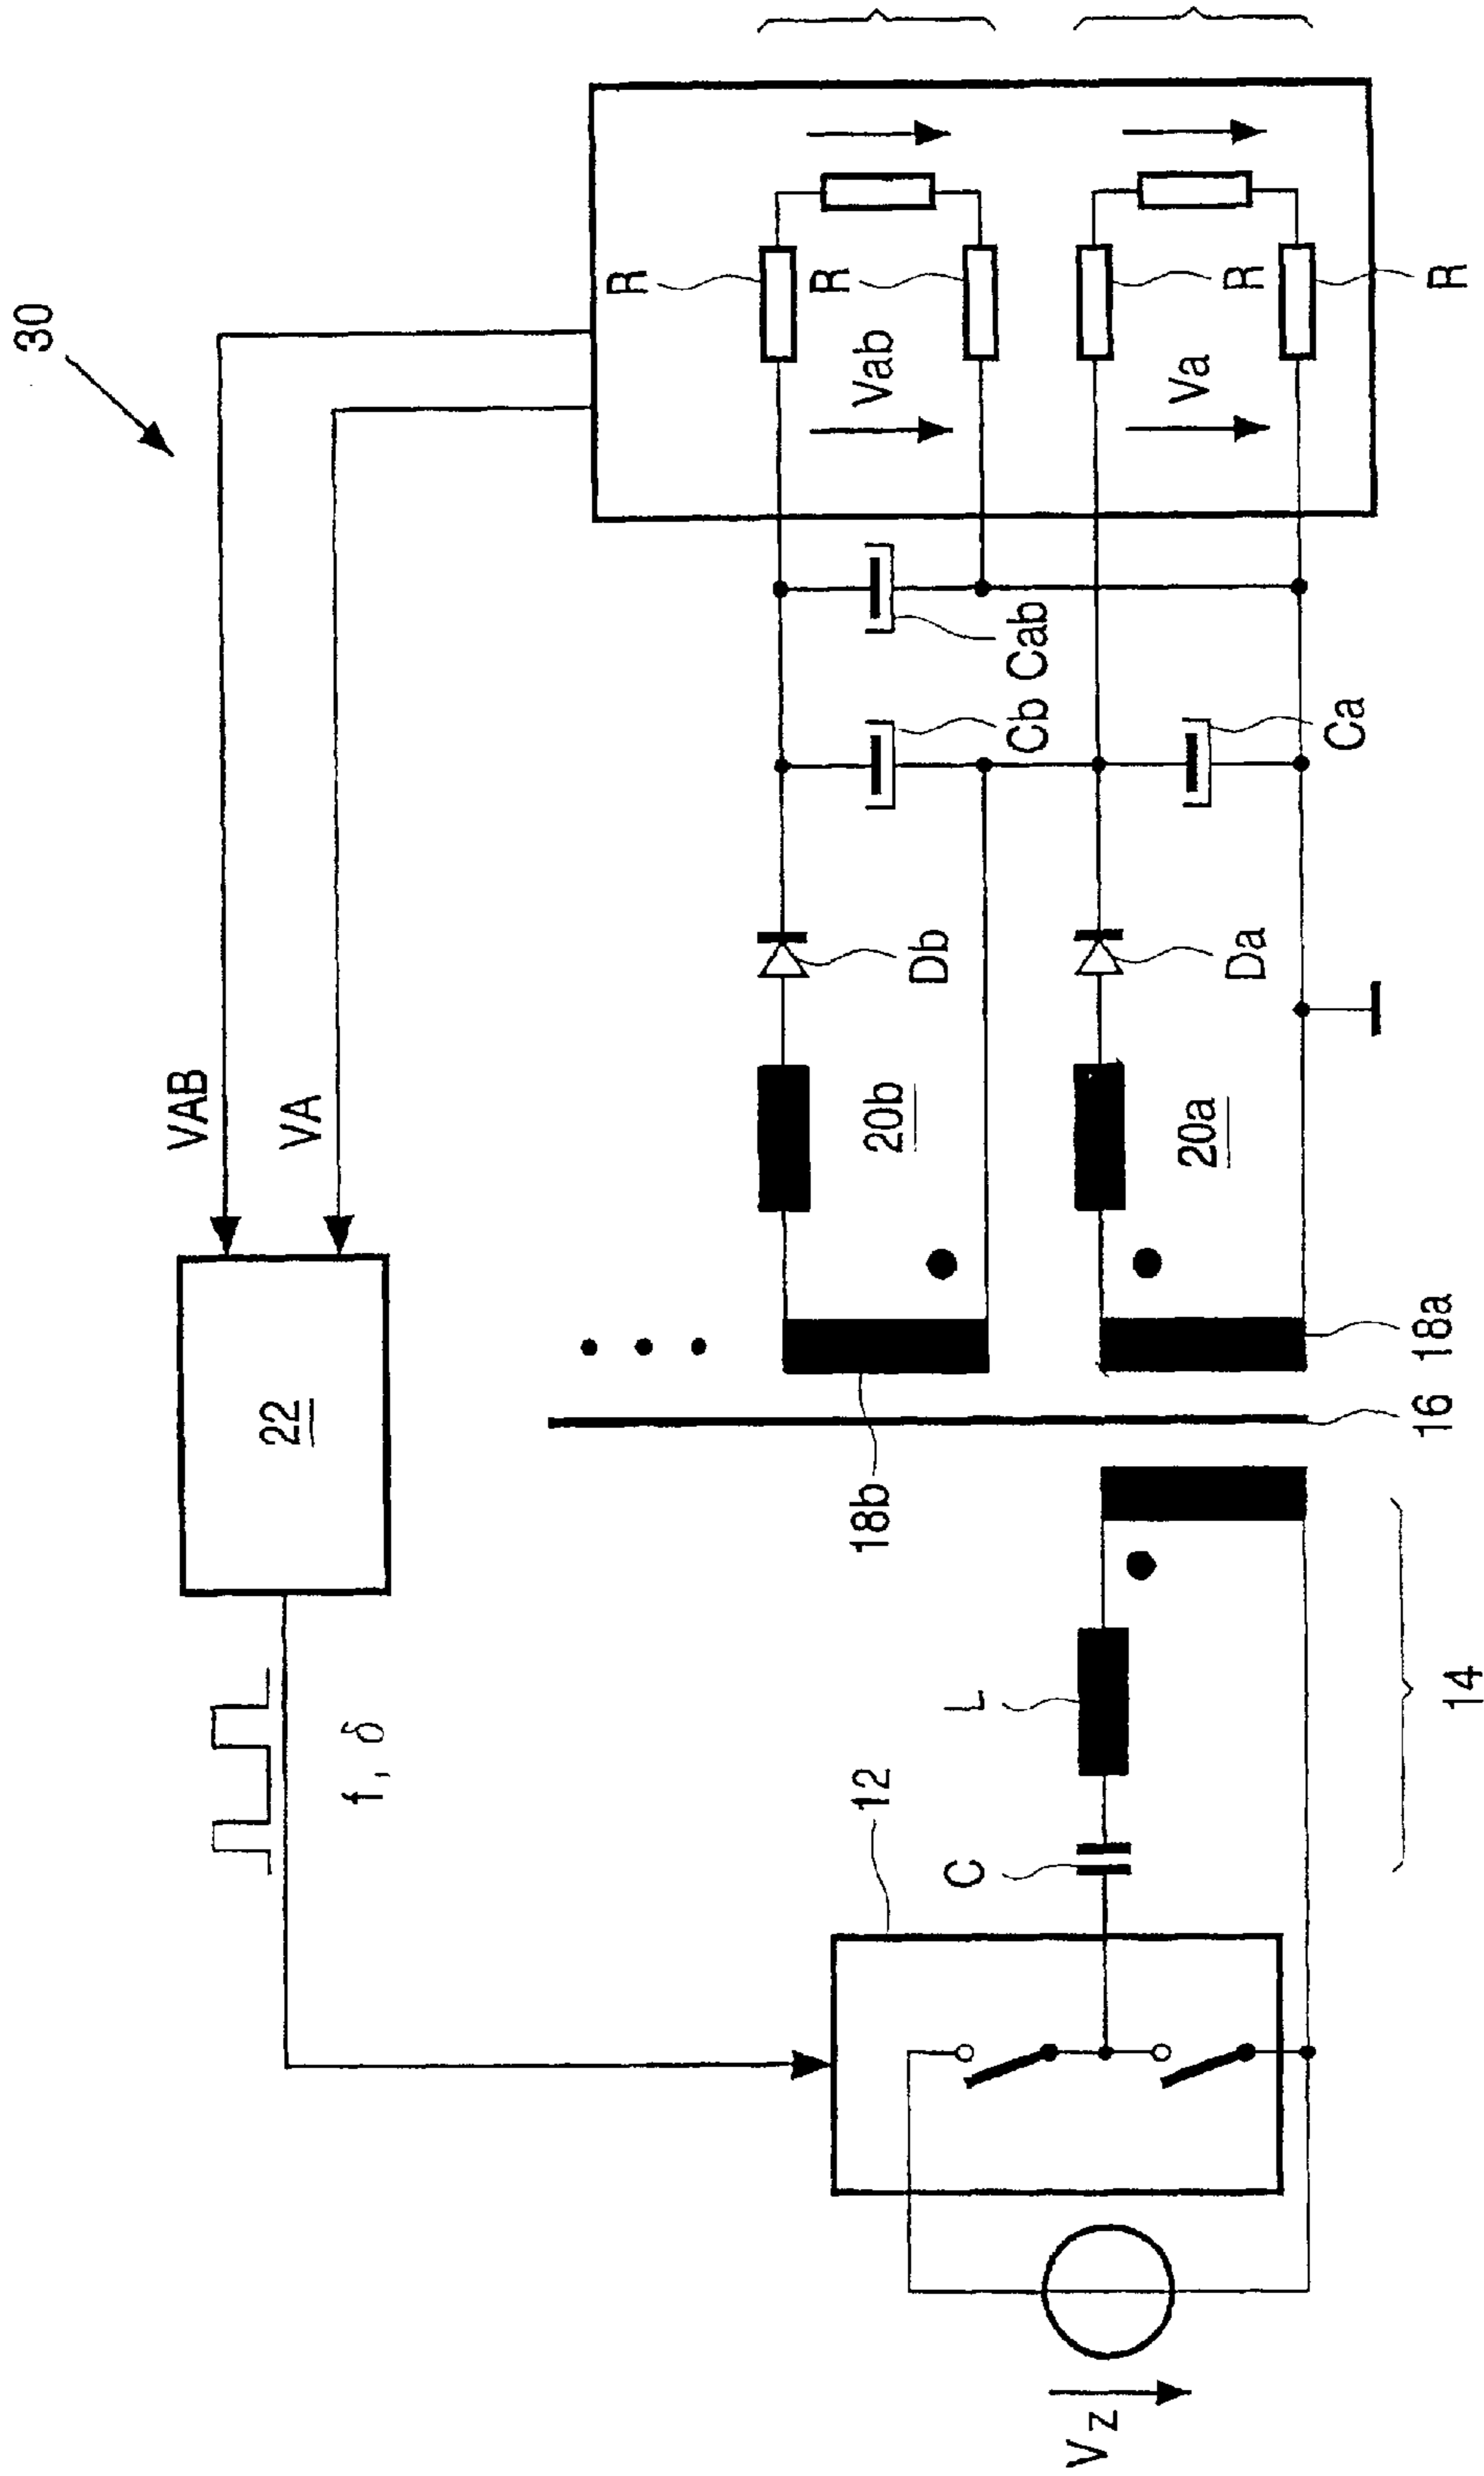 30
VAB
VA
22
f, δ
R
R
R
R
Vab
Va
Cab
Cb
Ca
Db
Da
20b
20a
18b
18a
16
L
C
12
14
Vz